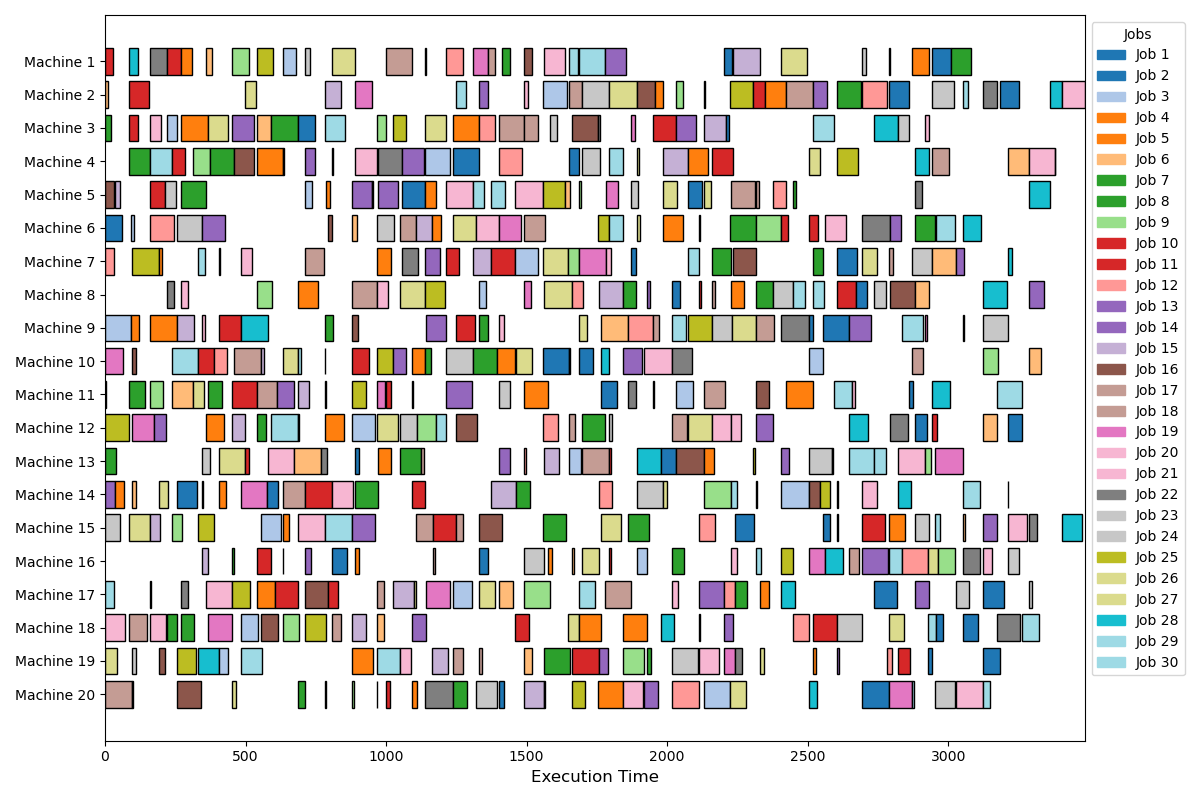 Machine 1
Machine 2
Machine 3
Machine 4
Machine 5
Machine 6
Machine 7
Machine 8
Machine 9
Machine 10
Machine 11
Machine 12
Machine 13
Machine 14
Machine 15
Machine 16
Machine 17
Machine 18
Machine 19
Machine 20
0 500 1000 1500 2000 2500 3000
Execution Time
Jobs
Job 1
Job 2
Job 3
Job 4
Job 5
Job 6
Job 7
Job 8
Job 9
Job 10
Job 11
Job 12
Job 13
Job 14
Job 15
Job 16
Job 17
Job 18
Job 19
Job 20
Job 21
Job 22
Job 23
Job 24
Job 25
Job 26
Job 27
Job 28
Job 29
Job 30